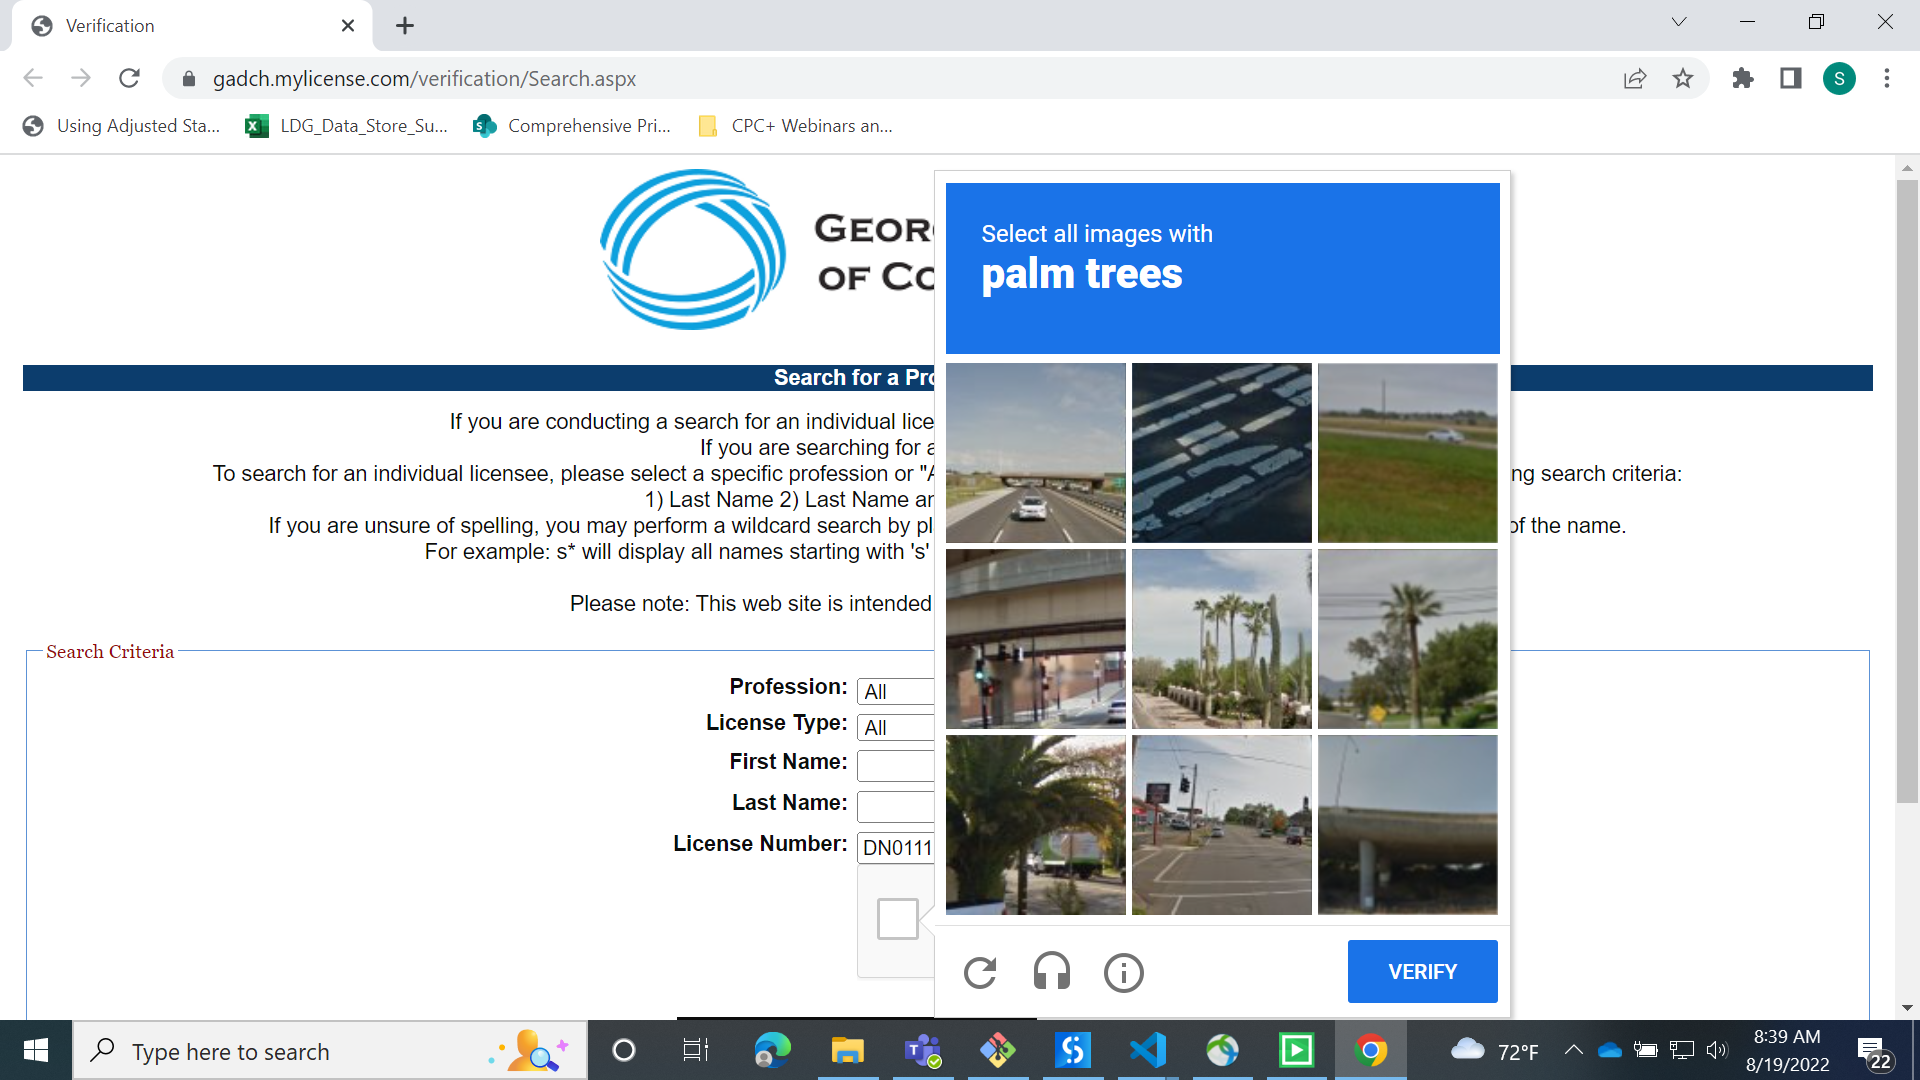 Verification
gadch.mylicense.com/verification/Search.aspx
S
Using Adjusted Sta...
LDG_Data_Store_Su...
Comprehensive Pri...
CPC+ Webinars an...
GEOR
OF CO
Select all images with
palm trees
Search for a Pro
If you are conducting a search for an individual lice
If you are searching for a
To search for an individual licensee, please select a specific profession or "A
ng search criteria:
1) Last Name 2) Last Name an
If you are unsure of spelling, you may perform a wildcard search by pl
of the name.
For example: s* will display all names starting with 's'
Please note: This web site is intended
Search Criteria
Profession: All
License Type: All
First Name:
Last Name:
License Number: DN0111
VERIFY
Type here to search
72°F
8:39 AM
8/19/2022
22